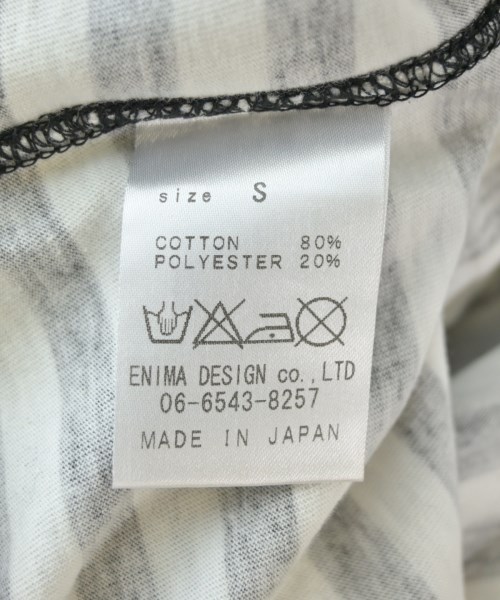 size S
COTTON 80%
POLYESTER 20%
ENIMA DESIGN co.,LTD
06-6543-8257
MADE IN JAPAN